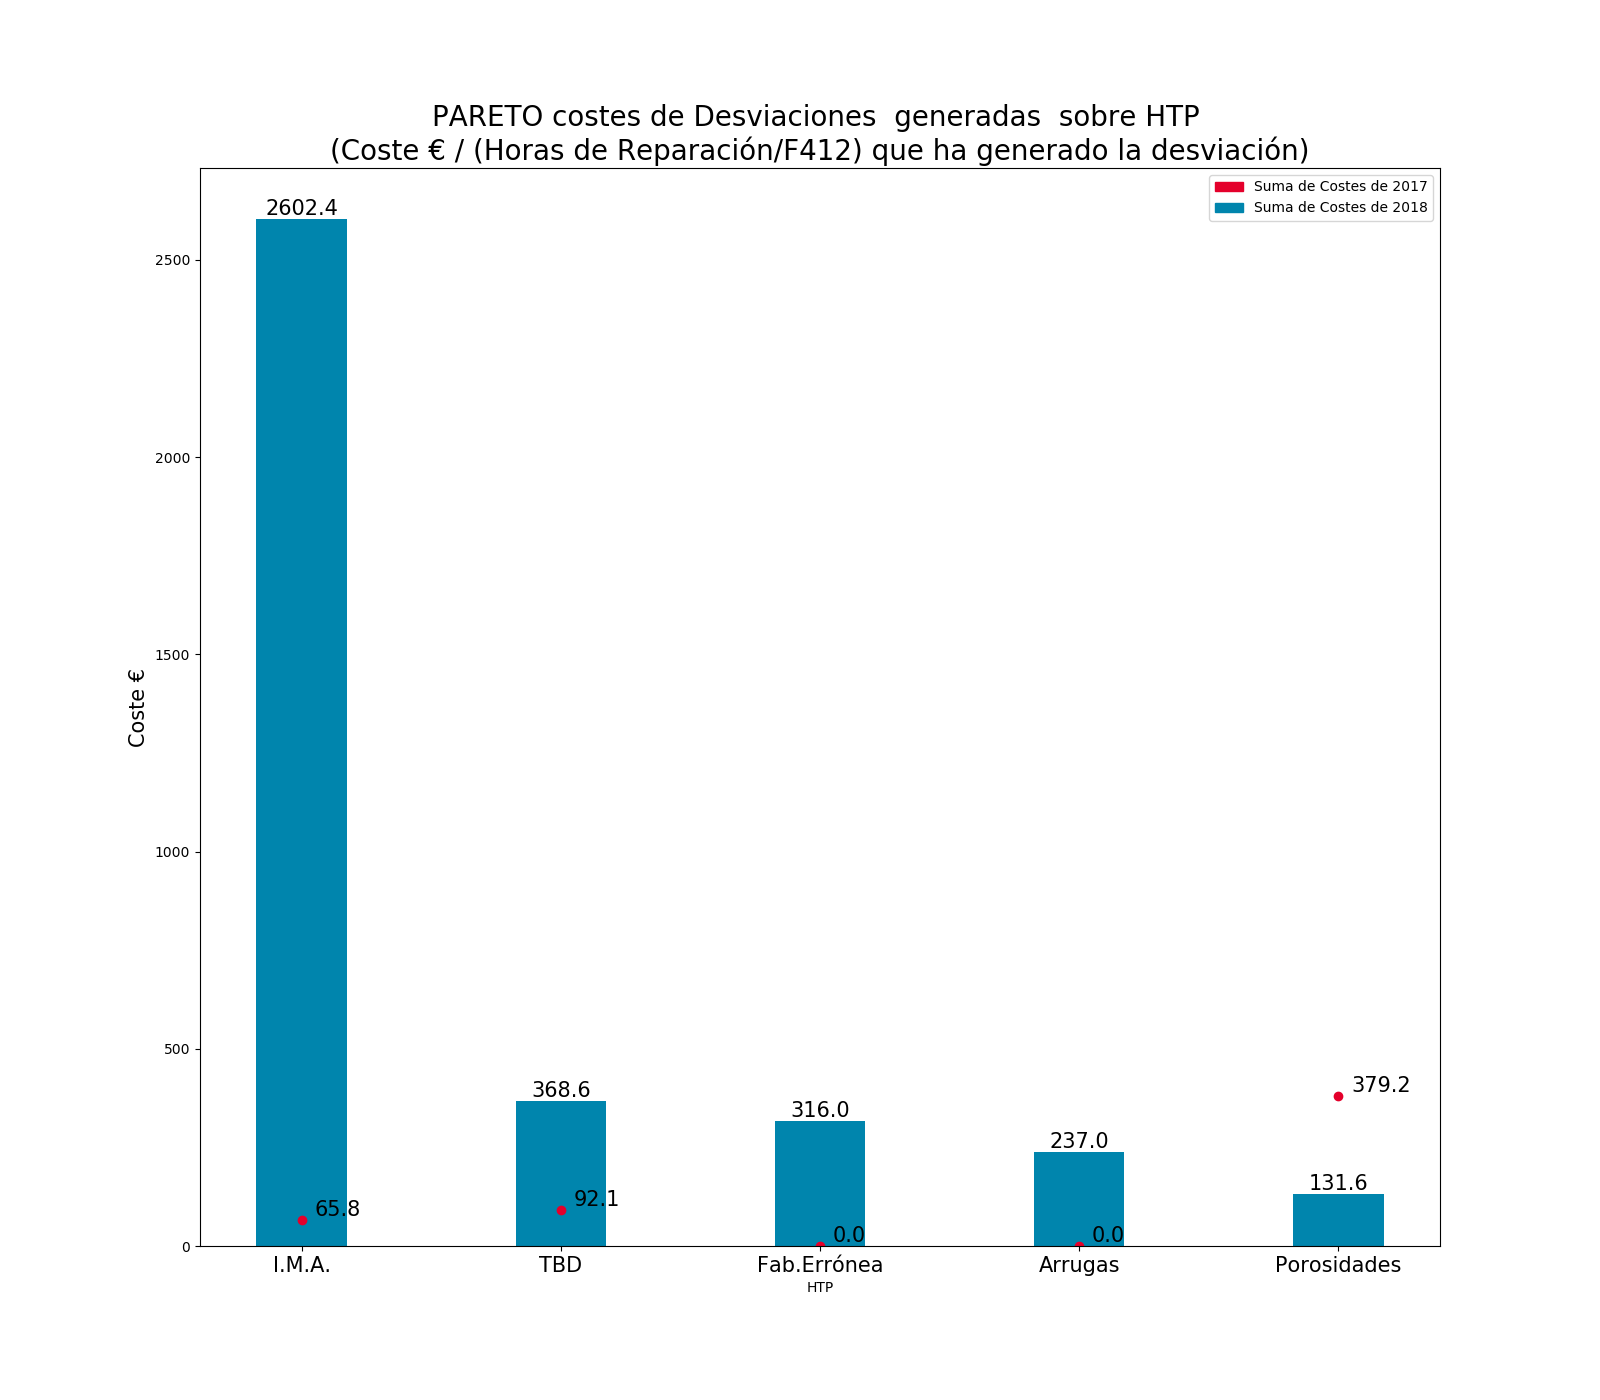 PARETO costes de Desviaciones  generadas  sobre HTP
(Coste € / (Horas de Reparación/F412) que ha generado la desviación)
Suma de Costes de 2017
Suma de Costes de 2018
2602.4
2500
2000
1500
Coste €
1000
500
0
65.8
368.6
92.1
316.0
0.0
237.0
0.0
379.2
131.6
I.M.A.
TBD
Fab.Errónea
Arrugas
Porosidades
HTP